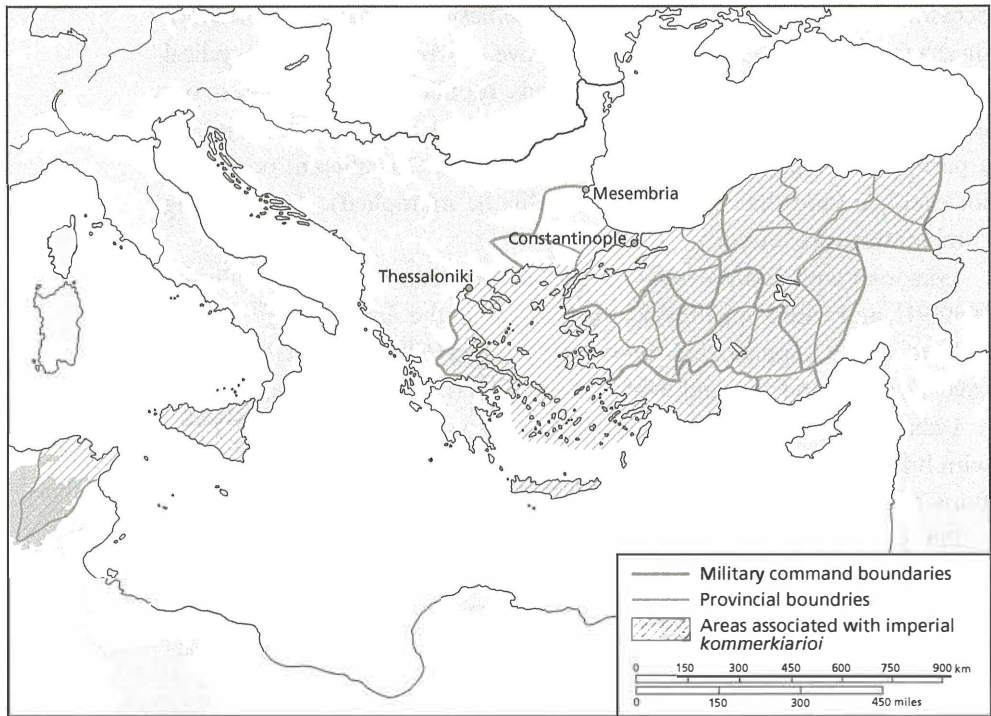 Mesembria
Constantinople
Thessaloniki
Military command boundaries
Provincial boundries
Areas associated with imperial
kommerkiarioi
0 150 300 450 600 750 900 km
0 150 300 450 miles